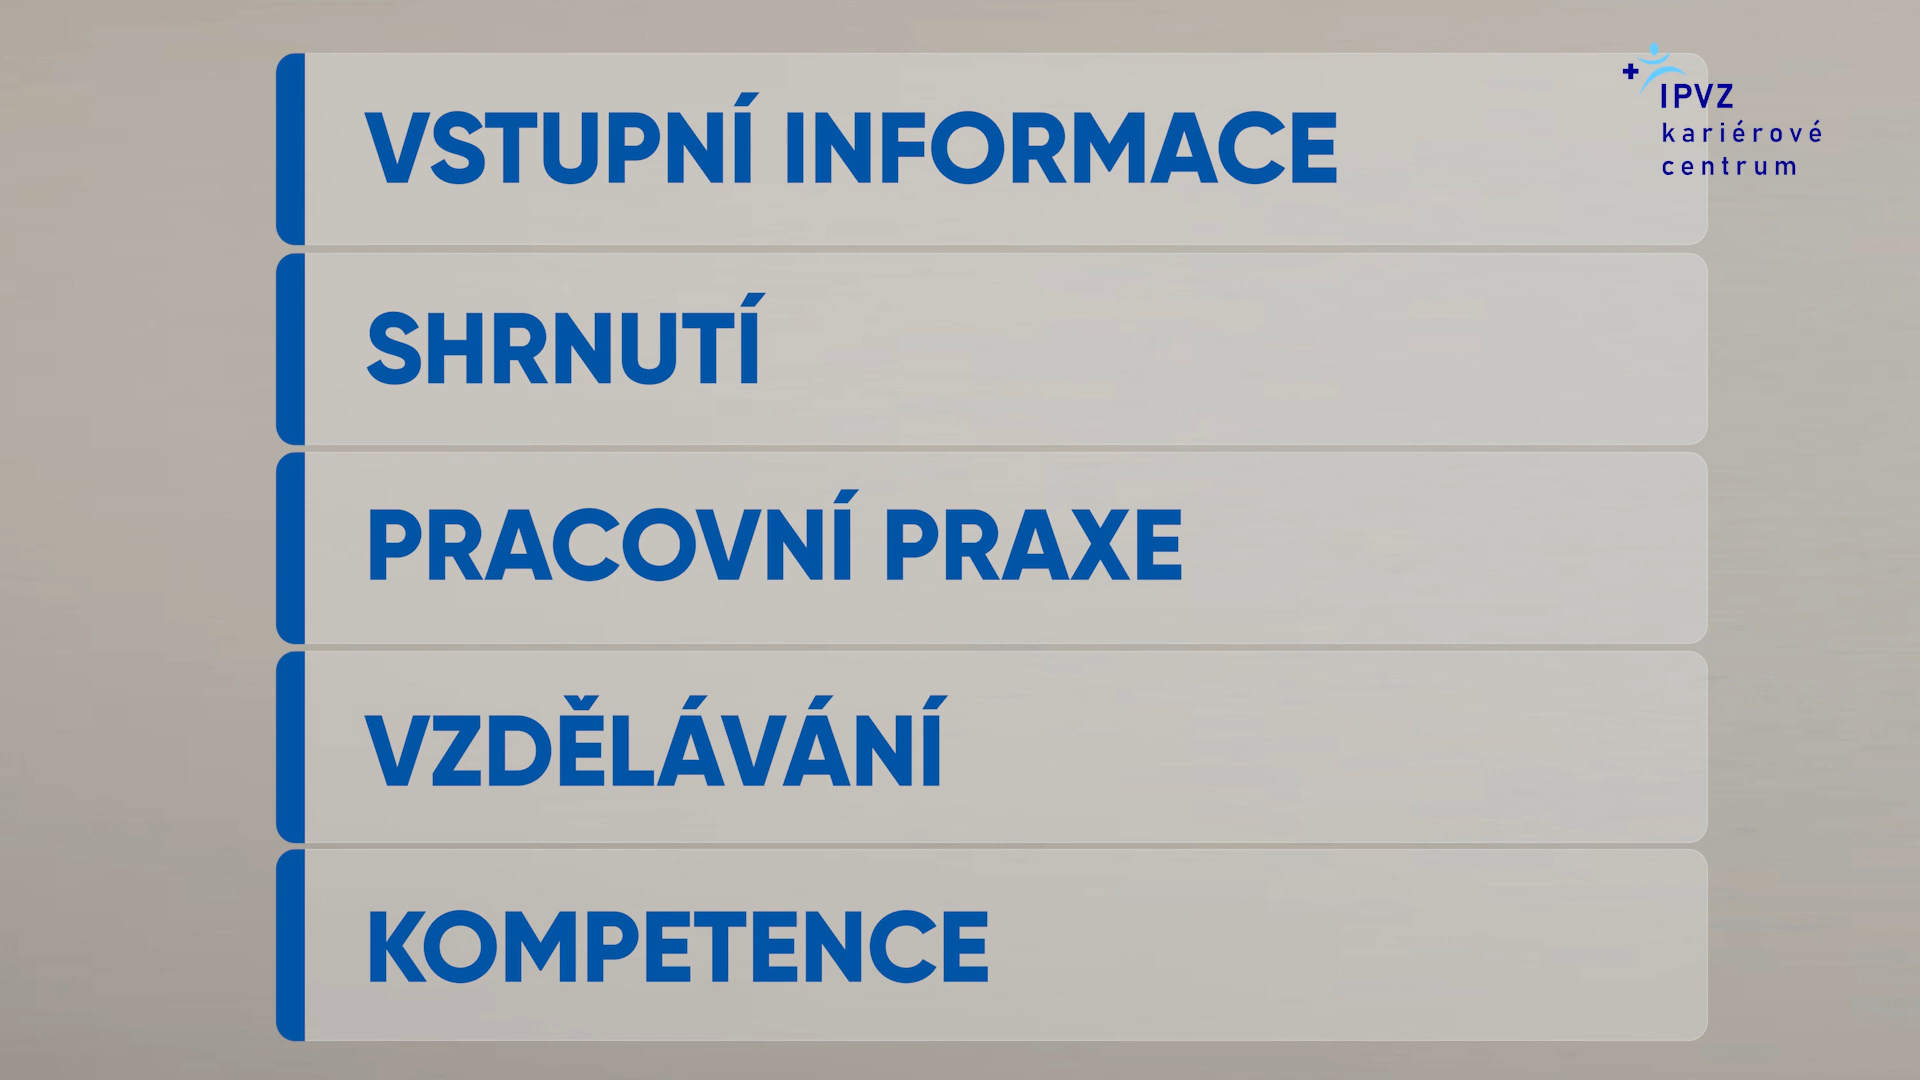 VSTUPNÍ INFORMACE
IPVZ
kariérové
centrum
SHRNUTÍ
PRACOVNÍ PRAXE
VZDĚLÁVÁNÍ
KOMPETENCE